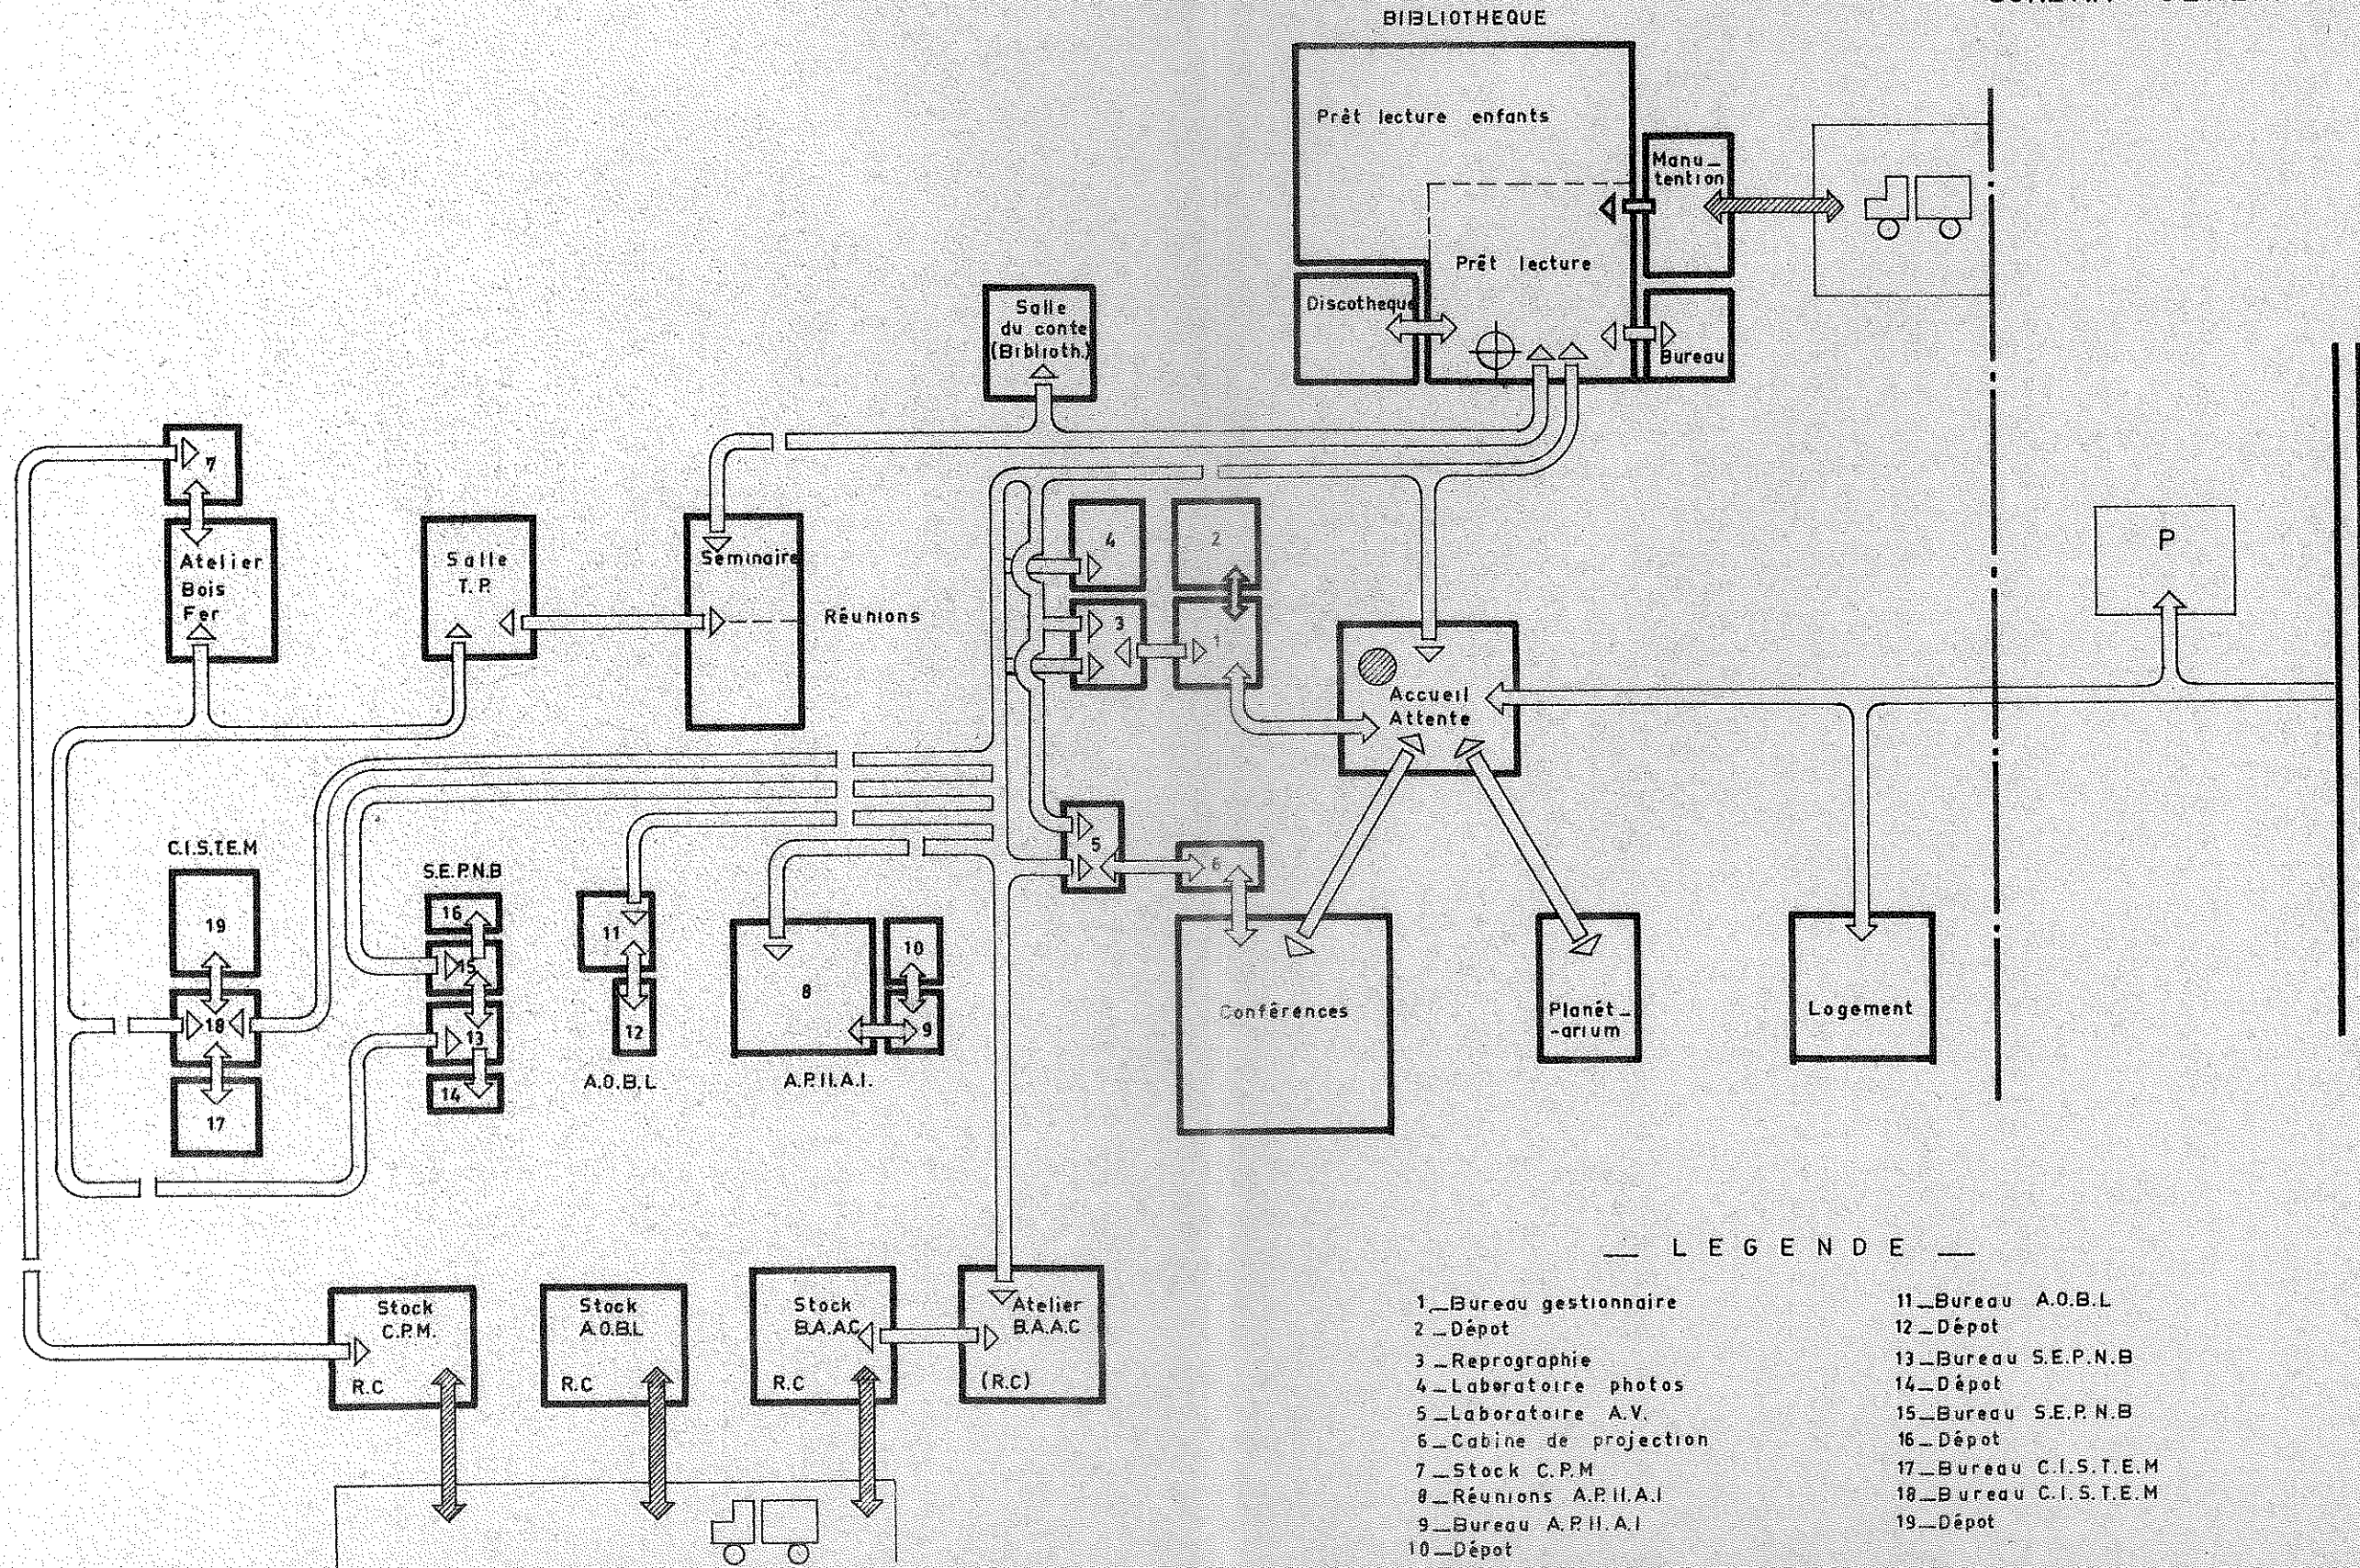 BIBLIOTHEQUE
Prêt lecture enfants
Manu_
tention
Prêt lecture
Discotheque
Bureau
Salle
du conte
(Biblioth.)
7
Atelier
Bois
Fer
Salle
T.P.
Séminaire
Réunions
4
2
3
1
P
Accueil
Attente
C.I.S.T.E.M
S.E.P.N.B
19
18
17
16
15
13
14
11
12
A.O.B.L
8
10
9
A.P.II.A.I.
5
6
Conférences
Planét_
-arium
Logement
Stock
C.P.M.
R.C
Stock
A.O.B.L
R.C
Stock
B.A.A.C
R.C
Atelier
B.A.A.C
(R.C)
__ L E G E N D E __
1_Bureau gestionnaire
2_Dépot
3_Reprographie
4_Laboratoire photos
5_Laboratoire A.V.
6_Cabine de projection
7_Stock C.P.M
8_Réunions A.P.II.A.I
9_Bureau A.P.II.A.I
10_Dépot
11_Bureau A.O.B.L
12_Dépot
13_Bureau S.E.P.N.B
14_Dépot
15_Bureau S.E.P.N.B
16_Dépot
17_Bureau C.I.S.T.E.M
18_Bureau C.I.S.T.E.M
19_Dépot